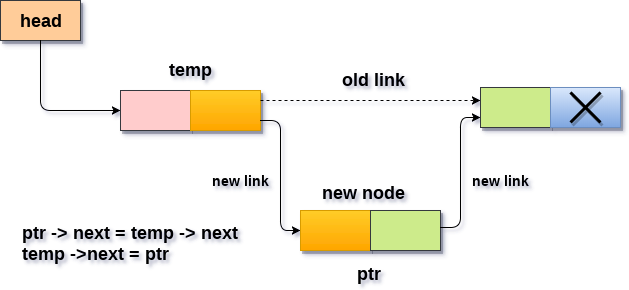 head
temp
old link
new link
new node
new link
ptr -> next = temp -> next
temp ->next = ptr
ptr